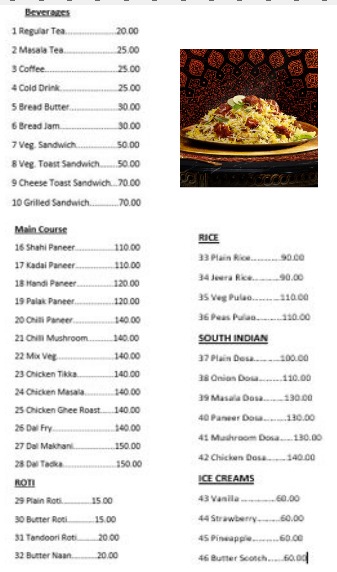 Beverages
1 Regular Tea....................20.00
2 Masala Tea.....................25.00
3 Coffee............................25.00
4 Cold Drink......................25.00
5 Bread Butter...................30.00
6 Bread Jam......................30.00
7 Veg. Sandwich................50.00
8 Veg. Toast Sandwich.......50.00
9 Cheese Toast Sandwich...70.00
10 Grilled Sandwich...........70.00
Main Course
16 Shahi Paneer................110.00
17 Kadai Paneer................110.00
18 Handi Paneer...............120.00
19 Palak Paneer................120.00
20 Chilli Paneer.................140.00
21 Chilli Mushroom..........140.00
22 Mix Veg.......................140.00
23 Chicken Tikka...............140.00
24 Chicken Masala............140.00
25 Chicken Ghee Roast.....140.00
26 Dal Fry.........................140.00
27 Dal Makhani................150.00
28 Dal Tadka.....................150.00
ROTI
29 Plain Roti.............15.00
30 Butter Roti............15.00
31 Tandoori Roti........20.00
32 Butter Naan..........20.00
RICE
33 Plain Rice............90.00
34 Jeera Rice............90.00
35 Veg Pulao...........110.00
36 Peas Pulao..........110.00
SOUTH INDIAN
37 Plain Dosa...........100.00
38 Onion Dosa..........110.00
39 Masala Dosa.........130.00
40 Paneer Dosa.........130.00
41 Mushroom Dosa.....130.00
42 Chicken Dosa........140.00
ICE CREAMS
43 Vanilla ...........60.00
44 Strawberry........60.00
45 Pineapple.........60.00
46 Butter Scotch.....60.00